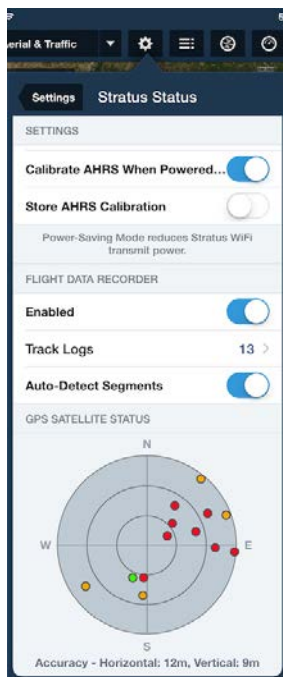 Aerial & Traffic
Settings
Stratus Status
SETTINGS
Calibrate AHRS When Powered...
Store AHRS Calibration
Power-Saving Mode reduces Stratus WiFi
transmit power.
FLIGHT DATA RECORDER
Enabled
Track Logs 13
Auto-Detect Segments
GPS SATELLITE STATUS
N
W E
S
Accuracy - Horizontal: 12m, Vertical: 9m